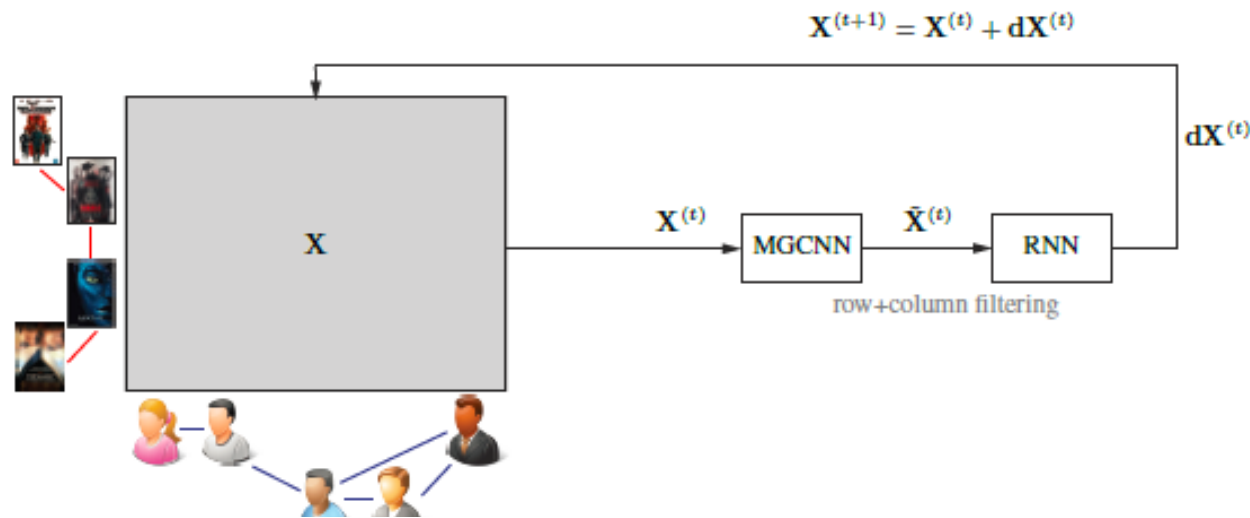 X⁽ᵗ⁺¹⁾ = X⁽ᵗ⁾ + dX⁽ᵗ⁾
dX⁽ᵗ⁾
X
X⁽ᵗ⁾
MGCNN
X̃⁽ᵗ⁾
RNN
row+column filtering